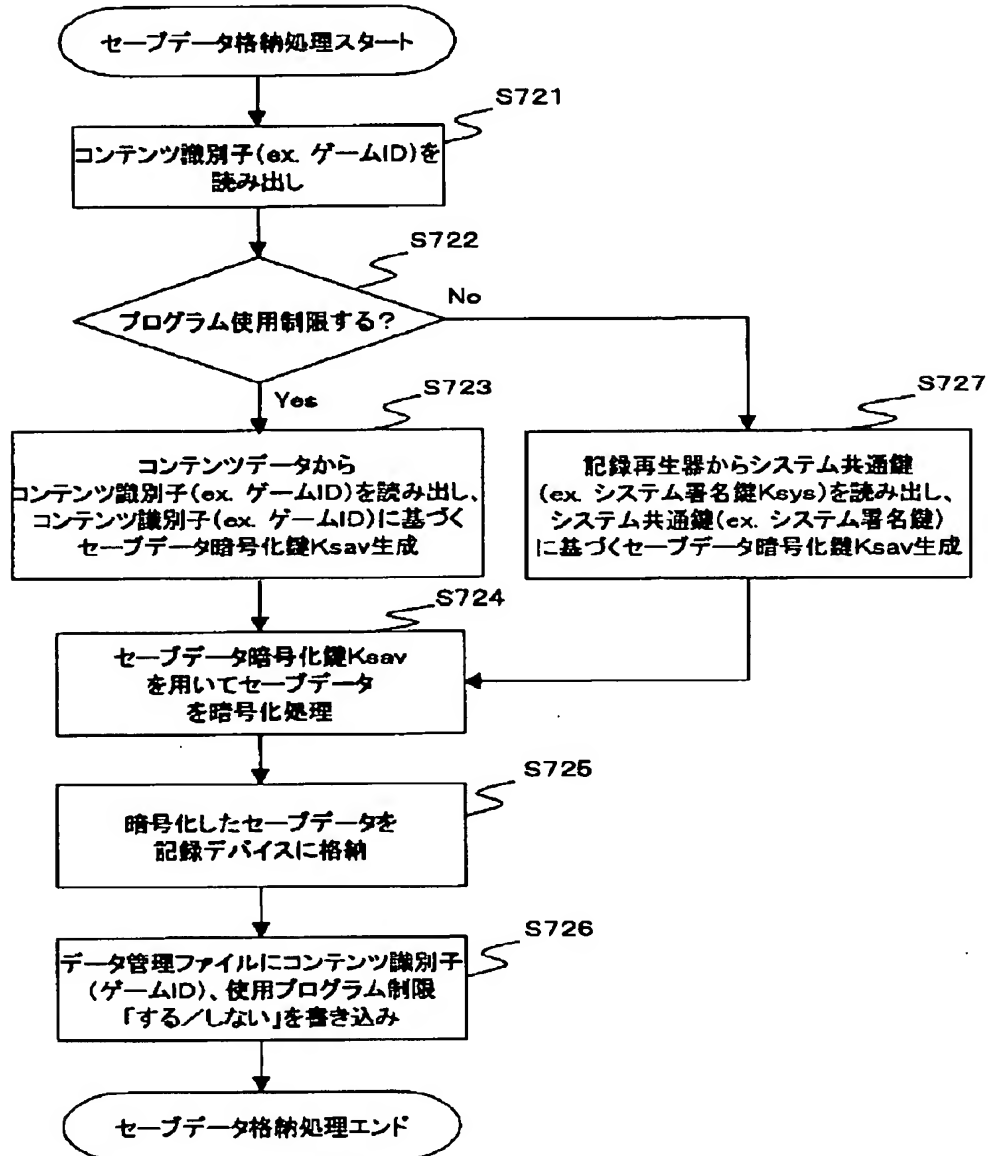 セーブデータ格納処理スタート
S721
コンテンツ識別子(ex. ゲームID)を
読み出し
S722
プログラム使用制限する?
No
Yes
S723
コンテンツデータから
コンテンツ識別子(ex. ゲームID)を読み出し、
コンテンツ識別子(ex. ゲームID)に基づく
セーブデータ暗号化鍵Ksav生成
S727
記録再生器からシステム共通鍵
(ex. システム署名鍵Ksys)を読み出し、
システム共通鍵(ex. システム署名鍵)
に基づくセーブデータ暗号化鍵Ksav生成
S724
セーブデータ暗号化鍵Ksav
を用いてセーブデータ
を暗号化処理
S725
暗号化したセーブデータを
記録デバイスに格納
S726
データ管理ファイルにコンテンツ識別子
(ゲームID)、使用プログラム制限
「する/しない」を書き込み
セーブデータ格納処理エンド